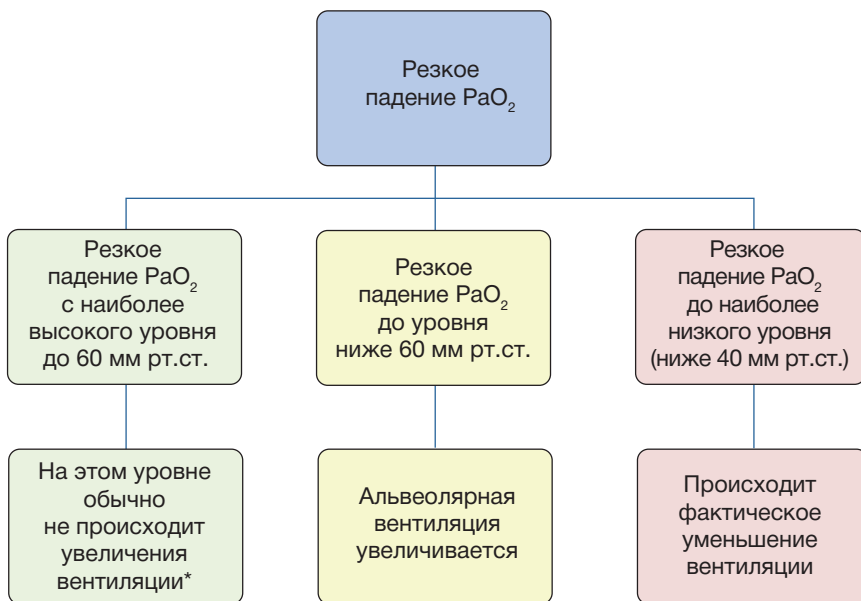 Резкое
падение PaO₂
Резкое
падение PaO₂
с наиболее
высокого уровня
до 60 мм рт.ст.
Резкое
падение PaO₂
до уровня
ниже 60 мм рт.ст.
Резкое
падение PaO₂
до наиболее
низкого уровня
(ниже 40 мм рт.ст.)
На этом уровне
обычно
не происходит
увеличения
вентиляции*
Альвеолярная
вентиляция
увеличивается
Происходит
фактическое
уменьшение
вентиляции